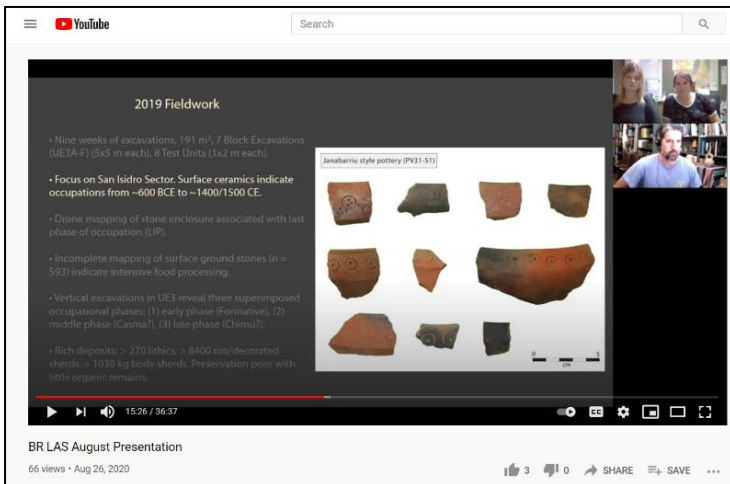 YouTube
Search
2019 Fieldwork
• Nine weeks of excavations, 191 m², 7 Block Excavations
(UE3A-F) (5x5 m each), 8 Test Units (1x2 m each).
• Focus on San Isidro Sector. Surface ceramics indicate
occupations from ~600 BCE to ~1400/1500 CE.
• Drone mapping of stone enclosure associated with last
phase of occupation (LIP).
• Incomplete mapping of surface ground stones (n =
593) indicate intensive food processing.
• Vertical excavations in UE3 reveal three superimposed
occupational phases: (1) early phase (Formative), (2)
middle phase (Casma?), (3) late phase (Chimú?).
• Rich deposits: > 270 lithics, > 8400 rim/decorated
sherds. > 1030 kg body sherds. Preservation poor with
little organic remains.
Janabarriu style pottery (PV31-51)
0 5
cm
15:26 / 36:37
CC
BR LAS August Presentation
66 views • Aug 26, 2020
3 0 SHARE SAVE